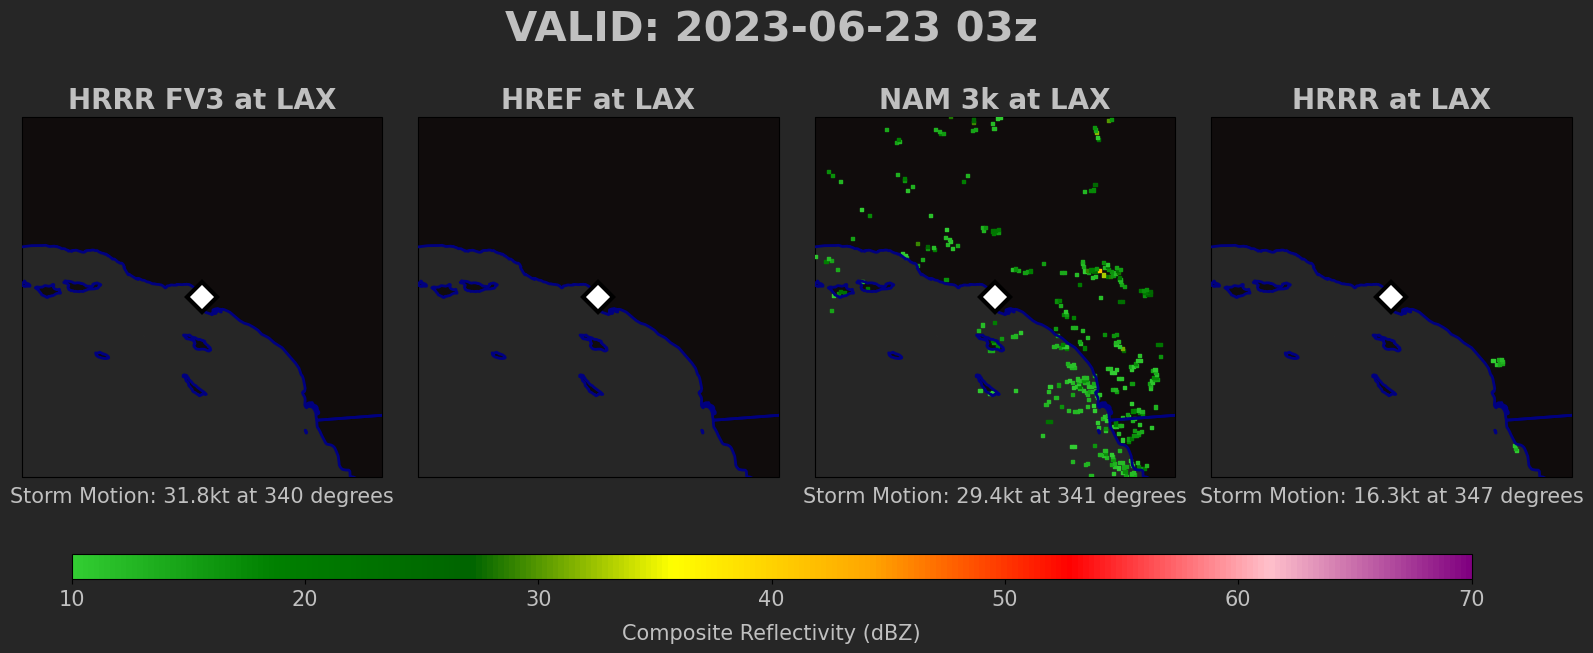 VALID: 2023-06-23 03z
HRRR FV3 at LAX
HREF at LAX
NAM 3k at LAX
HRRR at LAX
Storm Motion: 31.8kt at 340 degrees
Storm Motion: 29.4kt at 341 degrees
Storm Motion: 16.3kt at 347 degrees
10 20 30 40 50 60 70
Composite Reflectivity (dBZ)